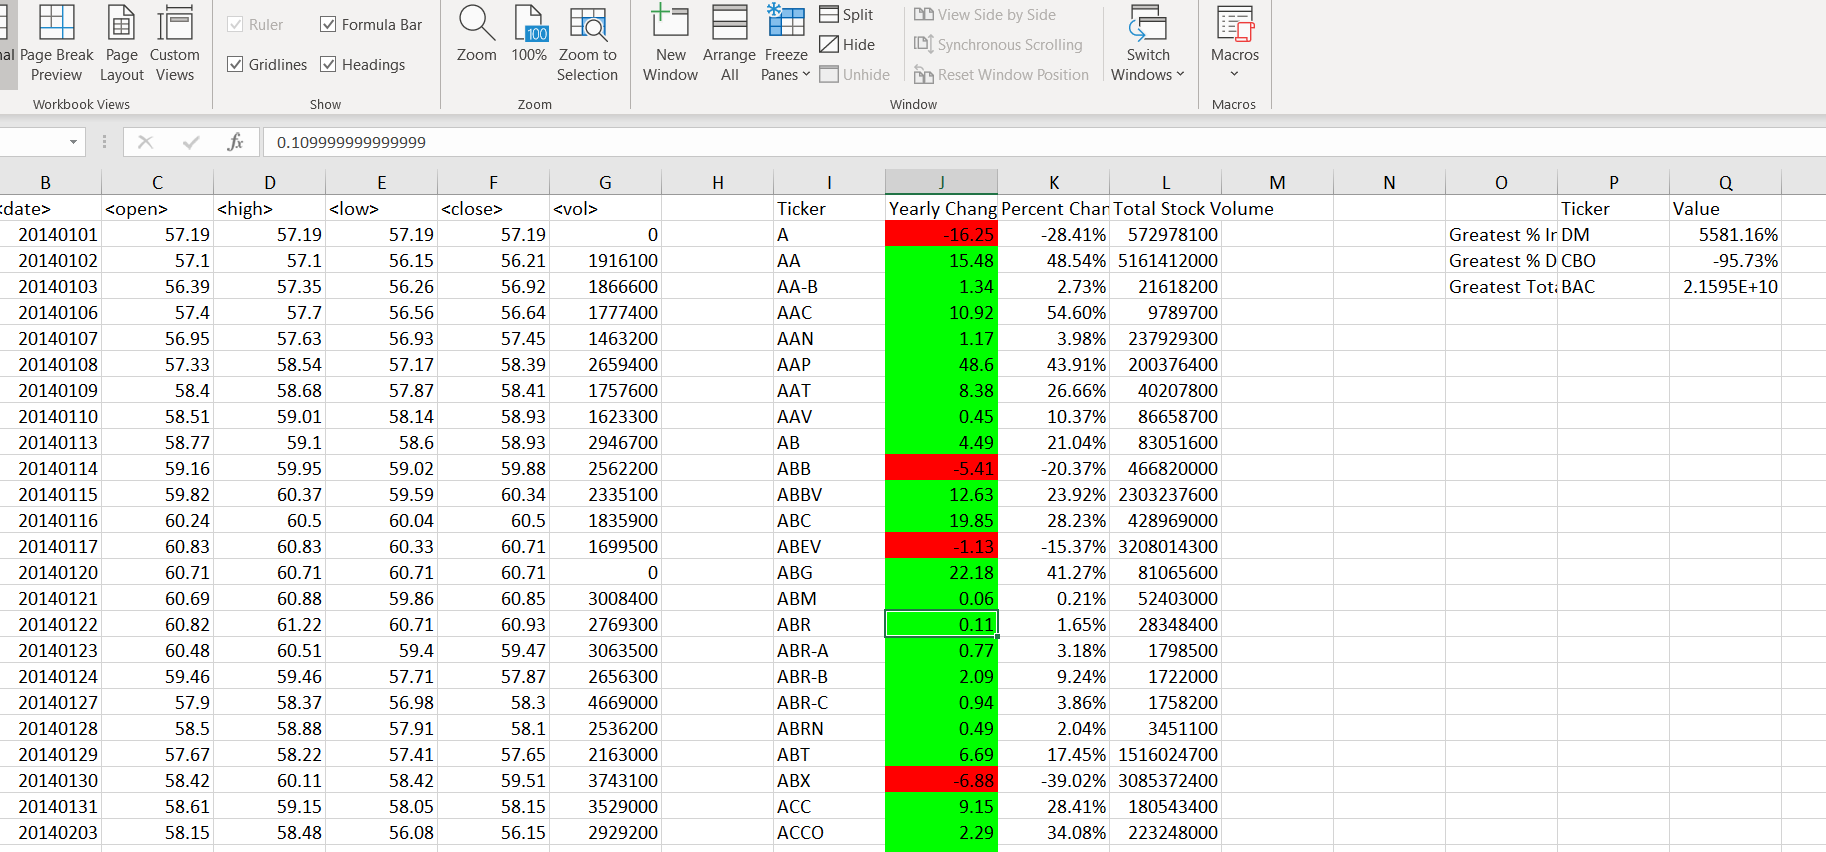 al Page Break Preview Page Layout Custom Views
Workbook Views
Ruler Formula Bar
Gridlines Headings
Show
Zoom 100% Zoom to Selection
100
Zoom
New Window Arrange All Freeze Panes
Split
Hide
Unhide
View Side by Side
Synchronous Scrolling
Reset Window Position
Window
Switch Windows
Macros
Macros
fx 0.109999999999999
B C D E F G H I J K L M N O P Q
<date> <open> <high> <low> <close> <vol> Ticker Yearly Chang Percent Chan Total Stock Volume Ticker Value
20140101 57.19 57.19 57.19 57.19 0 A -16.25 -28.41% 572978100 Greatest % In DM 5581.16%
20140102 57.1 57.1 56.15 56.21 1916100 AA 15.48 48.54% 5161412000 Greatest % D CBO -95.73%
20140103 56.39 57.35 56.26 56.92 1866600 AA-B 1.34 2.73% 21618200 Greatest Tota BAC 2.1595E+10
20140106 57.4 57.7 56.56 56.64 1777400 AAC 10.92 54.60% 9789700
20140107 56.95 57.63 56.93 57.45 1463200 AAN 1.17 3.98% 237929300
20140108 57.33 58.54 57.17 58.39 2659400 AAP 48.6 43.91% 200376400
20140109 58.4 58.68 57.87 58.41 1757600 AAT 8.38 26.66% 40207800
20140110 58.51 59.01 58.14 58.93 1623300 AAV 0.45 10.37% 86658700
20140113 58.77 59.1 58.6 58.93 2946700 AB 4.49 21.04% 83051600
20140114 59.16 59.95 59.02 59.88 2562200 ABB -5.41 -20.37% 466820000
20140115 59.82 60.37 59.59 60.34 2335100 ABBV 12.63 23.92% 2303237600
20140116 60.24 60.5 60.04 60.5 1835900 ABC 19.85 28.23% 428969000
20140117 60.83 60.83 60.33 60.71 1699500 ABEV -1.13 -15.37% 3208014300
20140120 60.71 60.71 60.71 60.71 0 ABG 22.18 41.27% 81065600
20140121 60.69 60.88 59.86 60.85 3008400 ABM 0.06 0.21% 52403000
20140122 60.82 61.22 60.71 60.93 2769300 ABR 0.11 1.65% 28348400
20140123 60.48 60.51 59.4 59.47 3063500 ABR-A 0.77 3.18% 1798500
20140124 59.46 59.46 57.71 57.87 2656300 ABR-B 2.09 9.24% 1722000
20140127 57.9 58.37 56.98 58.3 4669000 ABR-C 0.94 3.86% 1758200
20140128 58.5 58.88 57.91 58.1 2536200 ABRN 0.49 2.04% 3451100
20140129 57.67 58.22 57.41 57.65 2163000 ABT 6.69 17.45% 1516024700
20140130 58.42 60.11 58.42 59.51 3743100 ABX -6.88 -39.02% 3085372400
20140131 58.61 59.15 58.05 58.15 3529000 ACC 9.15 28.41% 180543400
20140203 58.15 58.48 56.08 56.15 2929200 ACCO 2.29 34.08% 223248000